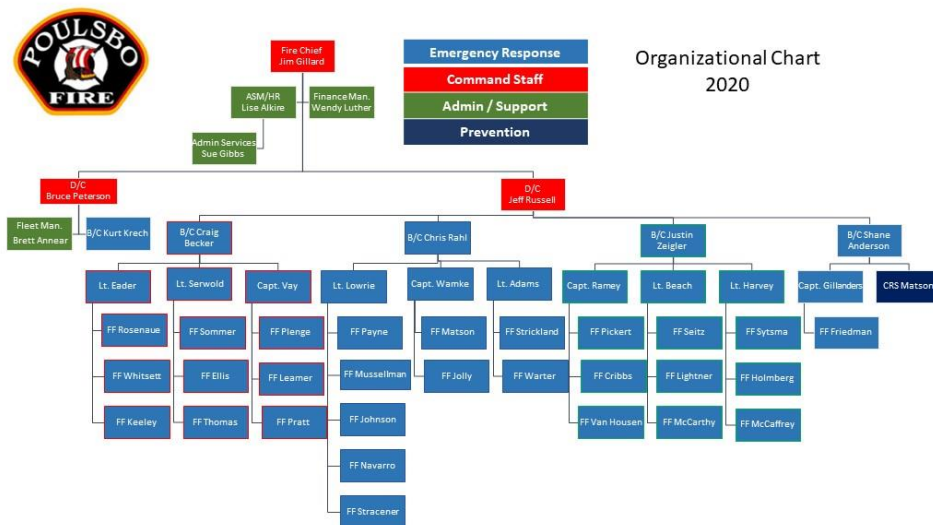 POULSBO
FIRE
Fire Chief
Jim Gillard
Emergency Response
Command Staff
Admin / Support
Prevention
Organizational Chart
2020
ASM/HR
Lise Alkire
Finance Man.
Wendy Luther
Admin Services
Sue Gibbs
D/C
Bruce Peterson
D/C
Jeff Russell
Fleet Man.
Brett Annear
B/C Kurt Krech
B/C Craig
Becker
B/C Chris Rahl
B/C Justin
Zeigler
B/C Shane
Anderson
Lt. Eader
Lt. Serwold
Capt. Vay
Lt. Lowrie
Capt. Wamke
Lt. Adams
Capt. Ramey
Lt. Beach
Lt. Harvey
Capt. Gillanders
CRS Matson
FF Rosenaue
FF Sommer
FF Plenge
FF Payne
FF Matson
FF Strickland
FF Pickert
FF Seitz
FF Sytsma
FF Friedman
FF Whitsett
FF Ellis
FF Leamer
FF Mussellman
FF Jolly
FF Warter
FF Cribbs
FF Lightner
FF Holmberg
FF Keeley
FF Thomas
FF Pratt
FF Johnson
FF Van Housen
FF McCarthy
FF McCaffrey
FF Navarro
FF Stracener